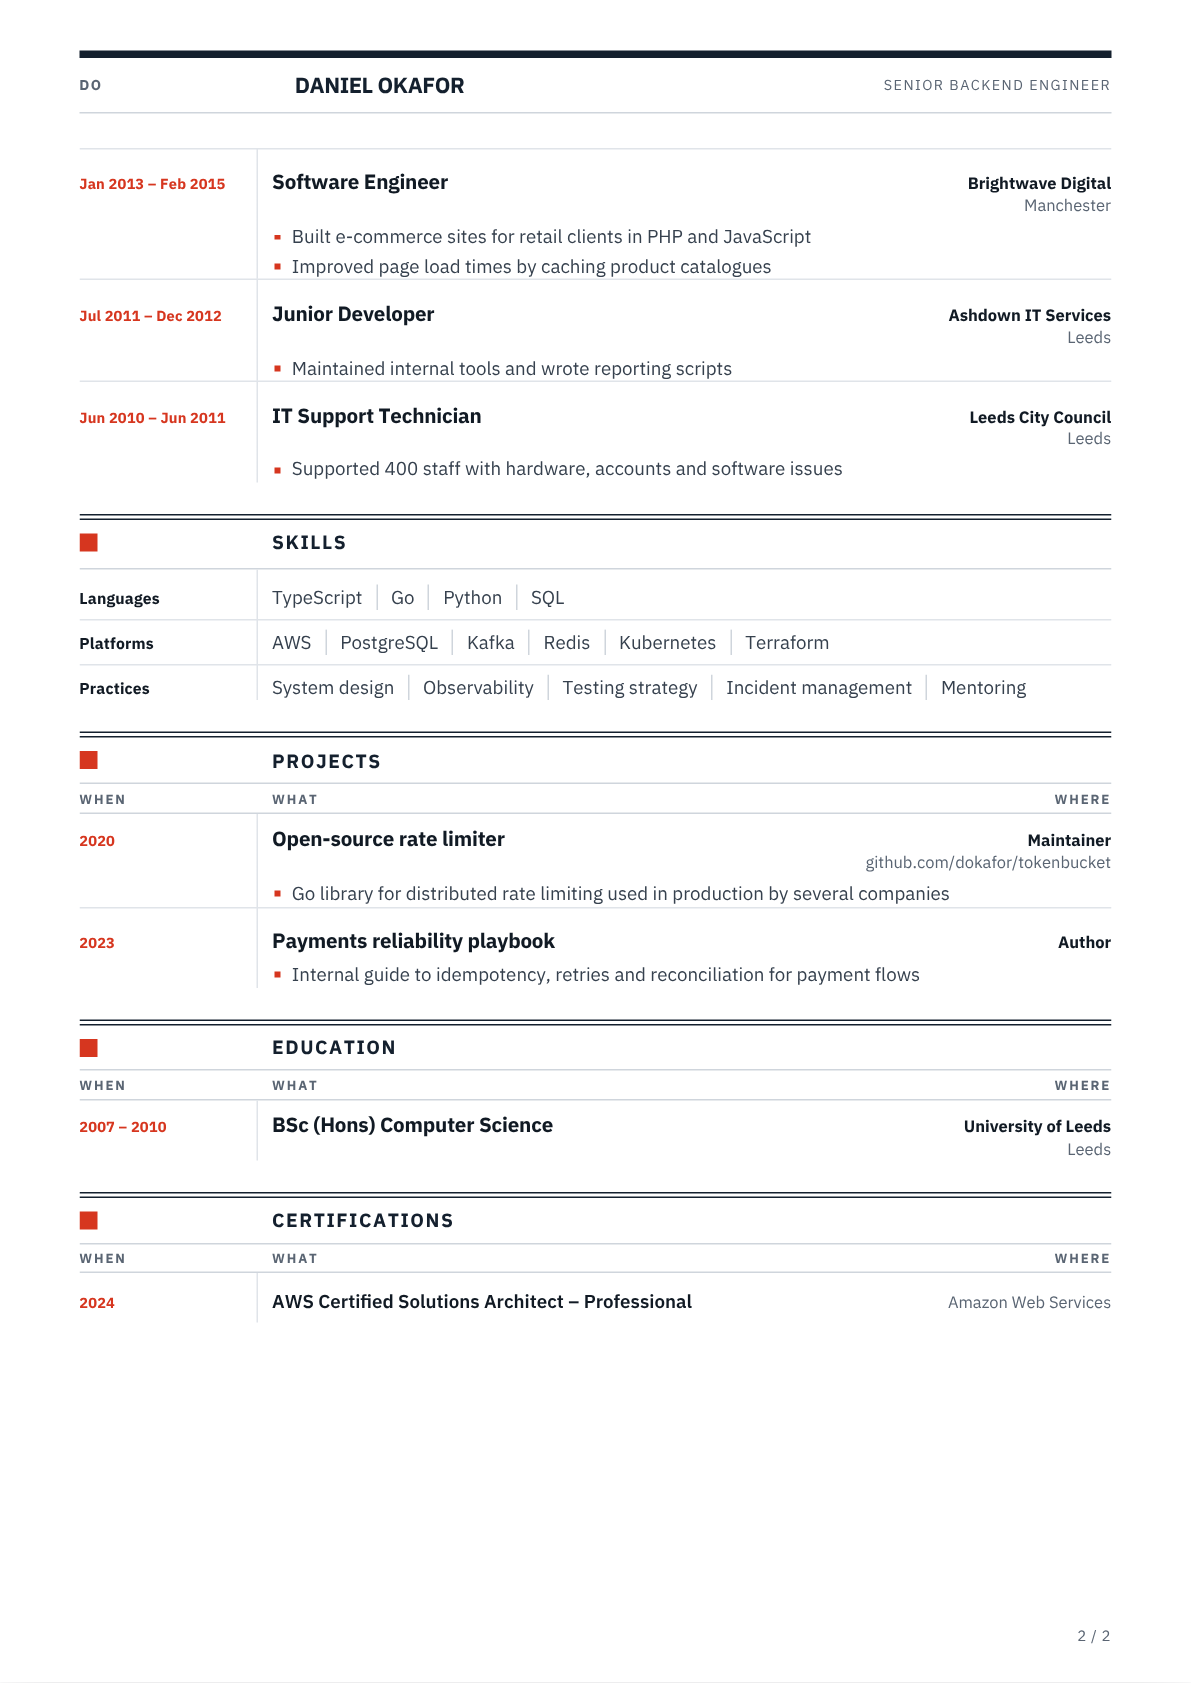 DO DANIEL OKAFOR SENIOR BACKEND ENGINEER
Jan 2013 – Feb 2015 Software Engineer Brightwave Digital
Manchester
Built e-commerce sites for retail clients in PHP and JavaScript
Improved page load times by caching product catalogues
Jul 2011 – Dec 2012 Junior Developer Ashdown IT Services
Leeds
Maintained internal tools and wrote reporting scripts
Jun 2010 – Jun 2011 IT Support Technician Leeds City Council
Leeds
Supported 400 staff with hardware, accounts and software issues
SKILLS
Languages TypeScript Go Python SQL
Platforms AWS PostgreSQL Kafka Redis Kubernetes Terraform
Practices System design Observability Testing strategy Incident management Mentoring
PROJECTS
WHEN WHAT WHERE
2020 Open-source rate limiter Maintainer
github.com/dokafor/tokenbucket
Go library for distributed rate limiting used in production by several companies
2023 Payments reliability playbook Author
Internal guide to idempotency, retries and reconciliation for payment flows
EDUCATION
WHEN WHAT WHERE
2007 – 2010 BSc (Hons) Computer Science University of Leeds
Leeds
CERTIFICATIONS
WHEN WHAT WHERE
2024 AWS Certified Solutions Architect – Professional Amazon Web Services
2 / 2